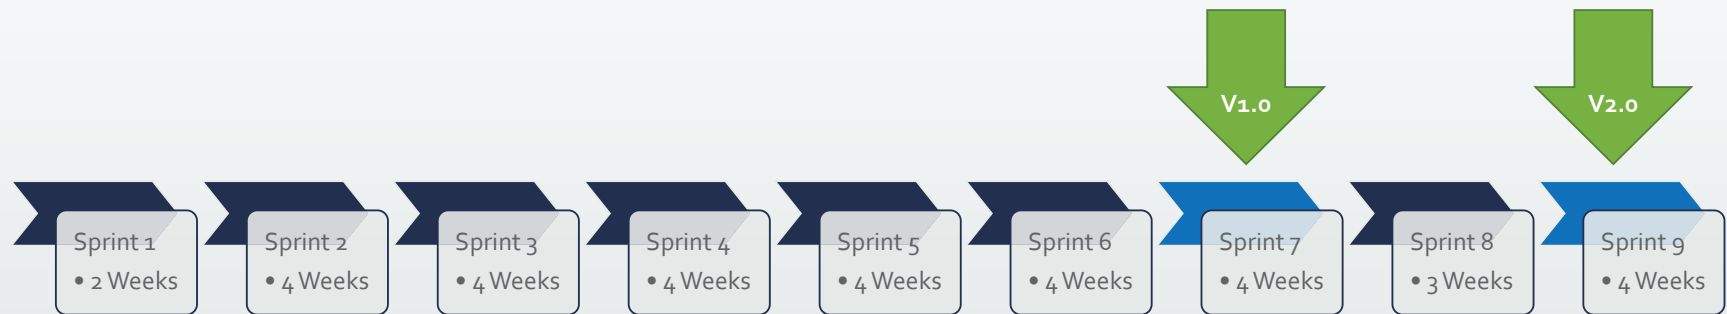 V1.0
V2.0
Sprint 1
• 2 Weeks
Sprint 2
• 4 Weeks
Sprint 3
• 4 Weeks
Sprint 4
• 4 Weeks
Sprint 5
• 4 Weeks
Sprint 6
• 4 Weeks
Sprint 7
• 4 Weeks
Sprint 8
• 3 Weeks
Sprint 9
• 4 Weeks